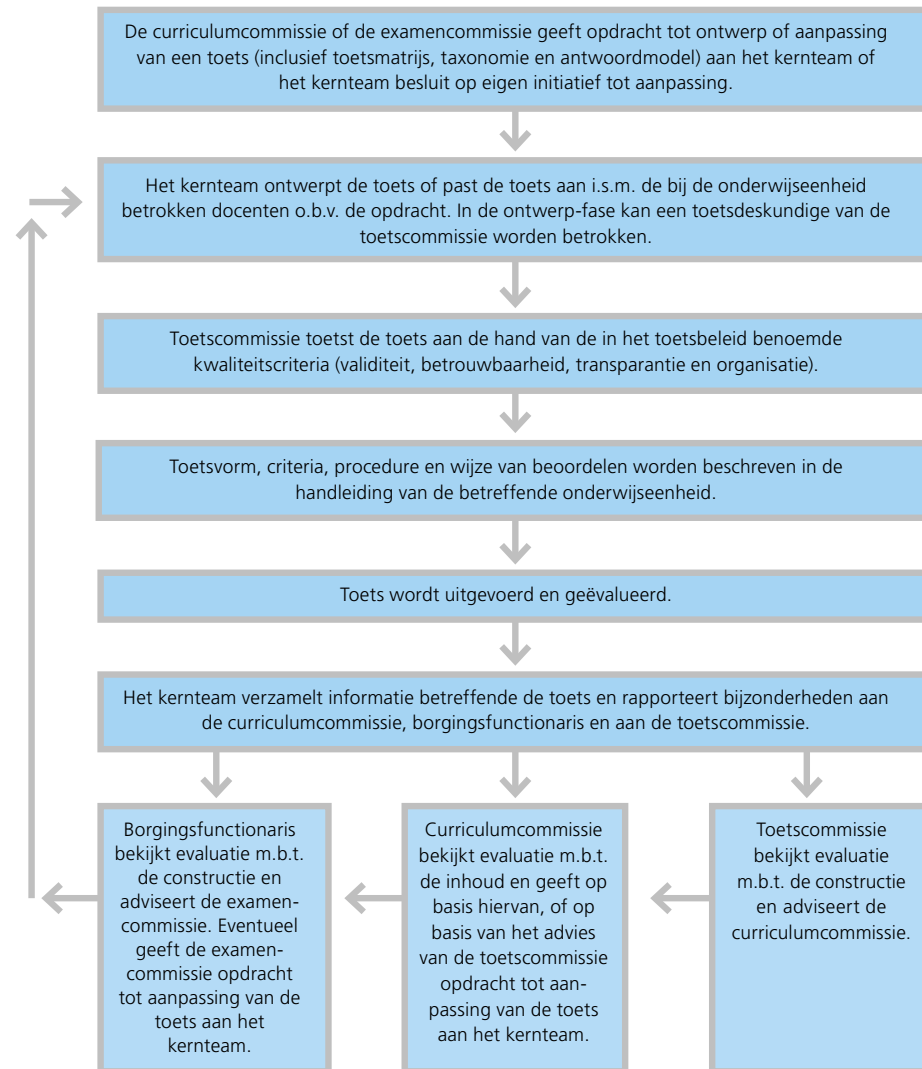 De curriculumcommissie of de examencommissie geeft opdracht tot ontwerp of aanpassing
van een toets (inclusief toetsmatrijs, taxonomie en antwoordmodel) aan het kernteam of
het kernteam besluit op eigen initiatief tot aanpassing.
Het kernteam ontwerpt de toets of past de toets aan i.s.m. de bij de onderwijseenheid
betrokken docenten o.b.v. de opdracht. In de ontwerp-fase kan een toetsdeskundige van de
toetscommissie worden betrokken.
Toetscommissie toetst de toets aan de hand van de in het toetsbeleid benoemde
kwaliteitscriteria (validiteit, betrouwbaarheid, transparantie en organisatie).
Toetsvorm, criteria, procedure en wijze van beoordelen worden beschreven in de
handleiding van de betreffende onderwijseenheid.
Toets wordt uitgevoerd en geëvalueerd.
Het kernteam verzamelt informatie betreffende de toets en rapporteert bijzonderheden aan
de curriculumcommissie, borgingsfunctionaris en aan de toetscommissie.
Borgingsfunctionaris
bekijkt evaluatie m.b.t.
de constructie en
adviseert de examen-
commissie. Eventueel
geeft de examen-
commissie opdracht
tot aanpassing van de
toets aan het
kernteam.
Curriculumcommissie
bekijkt evaluatie m.b.t.
de inhoud en geeft op
basis hiervan, of op
basis van het advies
van de toetscommissie
opdracht tot aan-
passing van de toets
aan het kernteam.
Toetscommissie
bekijkt evaluatie
m.b.t. de constructie
en adviseert de
curriculumcommissie.